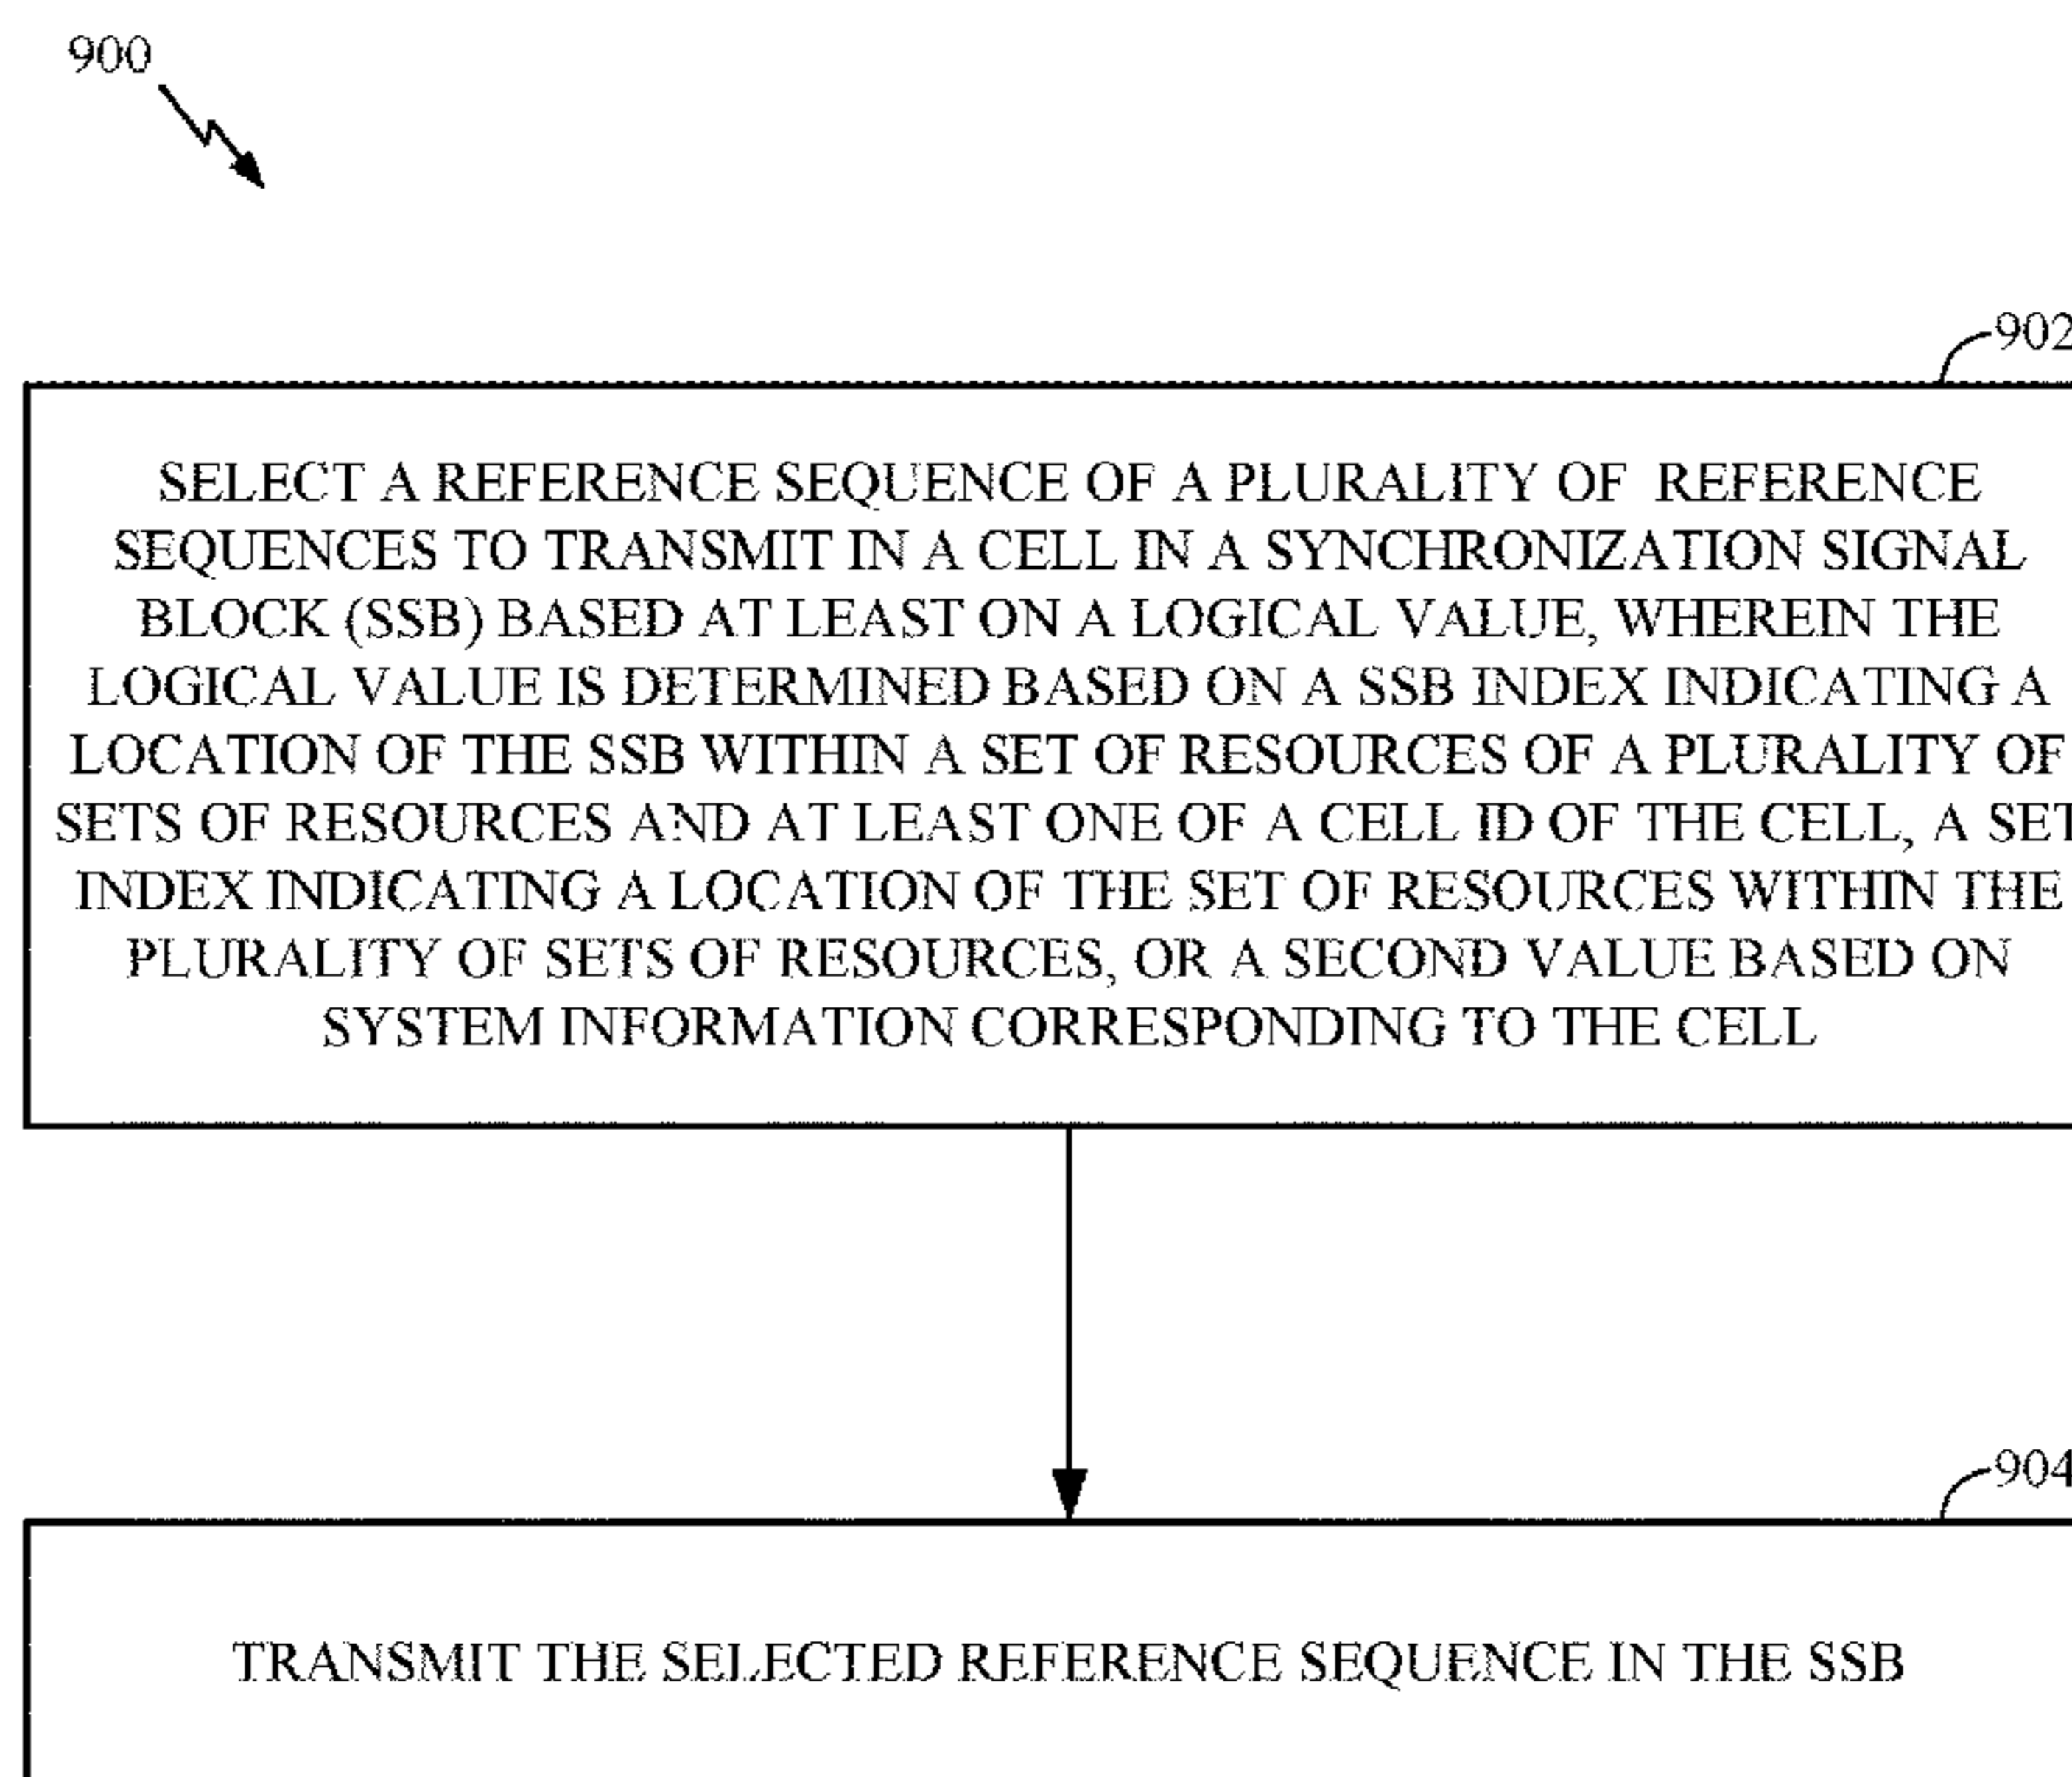 900
902
SELECT A REFERENCE SEQUENCE OF A PLURALITY OF REFERENCE
SEQUENCES TO TRANSMIT IN A CELL IN A SYNCHRONIZATION SIGNAL
BLOCK (SSB) BASED AT LEAST ON A LOGICAL VALUE, WHEREIN THE
LOGICAL VALUE IS DETERMINED BASED ON A SSB INDEX INDICATING A
LOCATION OF THE SSB WITHIN A SET OF RESOURCES OF A PLURALITY OF
SETS OF RESOURCES AND AT LEAST ONE OF A CELL ID OF THE CELL, A SET
INDEX INDICATING A LOCATION OF THE SET OF RESOURCES WITHIN THE
PLURALITY OF SETS OF RESOURCES, OR A SECOND VALUE BASED ON
SYSTEM INFORMATION CORRESPONDING TO THE CELL
904
TRANSMIT THE SELECTED REFERENCE SEQUENCE IN THE SSB